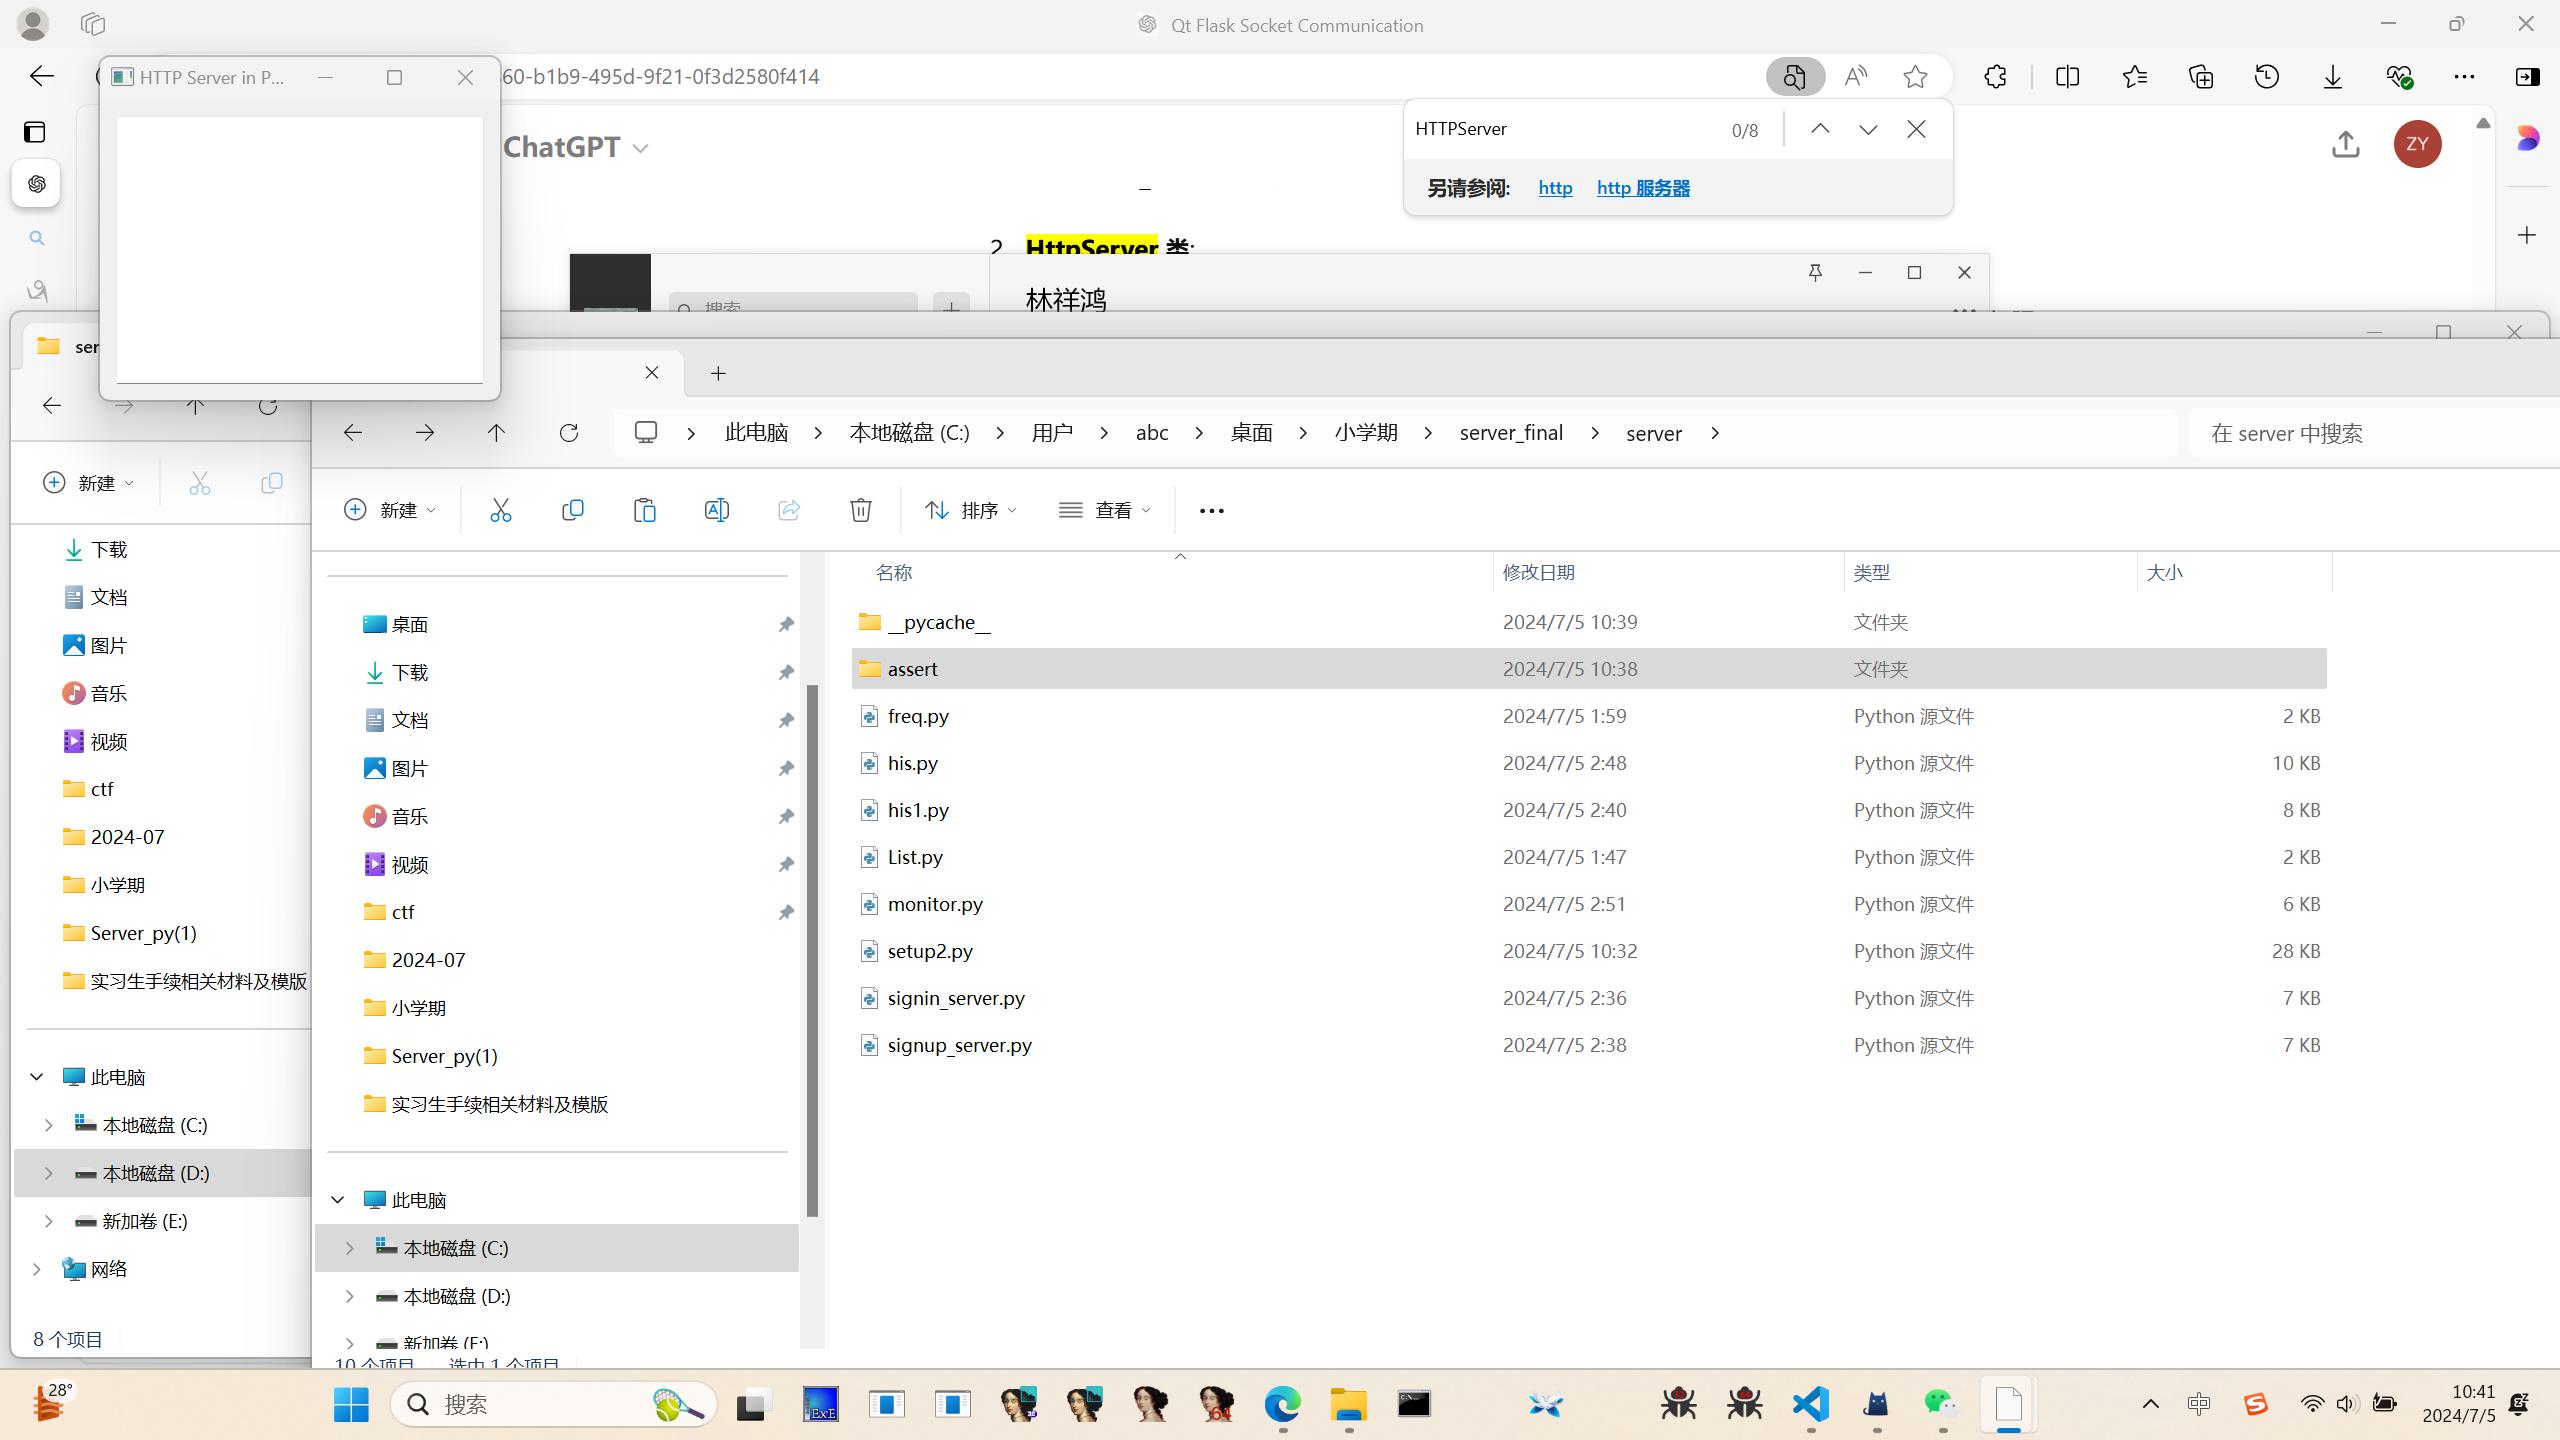 Qt Flask Socket Communication
HTTP Server in P...
60-b1b9-495d-9f21-0f3d2580f414
HTTPServer
0/8
ChatGPT
ZY
另请参阅:
http
http 服务器
2. HttpServer 类:
搜索
林祥鸿
ser
此电脑
本地磁盘 (C:)
用户
abc
桌面
小学期
server_final
server
在 server 中搜索
新建
新建
排序
查看
下载
文档
图片
音乐
视频
ctf
2024-07
小学期
Server_py(1)
实习生手续相关材料及模版
此电脑
本地磁盘 (C:)
本地磁盘 (D:)
新加卷 (E:)
网络
8 个项目
桌面
下载
文档
图片
音乐
视频
ctf
2024-07
小学期
Server_py(1)
实习生手续相关材料及模版
此电脑
本地磁盘 (C:)
本地磁盘 (D:)
新加卷 (E:)
10 个项目 选中 1 个项目
名称 修改日期 类型 大小
__pycache__ 2024/7/5 10:39 文件夹
assert 2024/7/5 10:38 文件夹
freq.py 2024/7/5 1:59 Python 源文件 2 KB
his.py 2024/7/5 2:48 Python 源文件 10 KB
his1.py 2024/7/5 2:40 Python 源文件 8 KB
List.py 2024/7/5 1:47 Python 源文件 2 KB
monitor.py 2024/7/5 2:51 Python 源文件 6 KB
setup2.py 2024/7/5 10:32 Python 源文件 28 KB
signin_server.py 2024/7/5 2:36 Python 源文件 7 KB
signup_server.py 2024/7/5 2:38 Python 源文件 7 KB
28°
搜索
ExE
64
中
10:41
2024/7/5